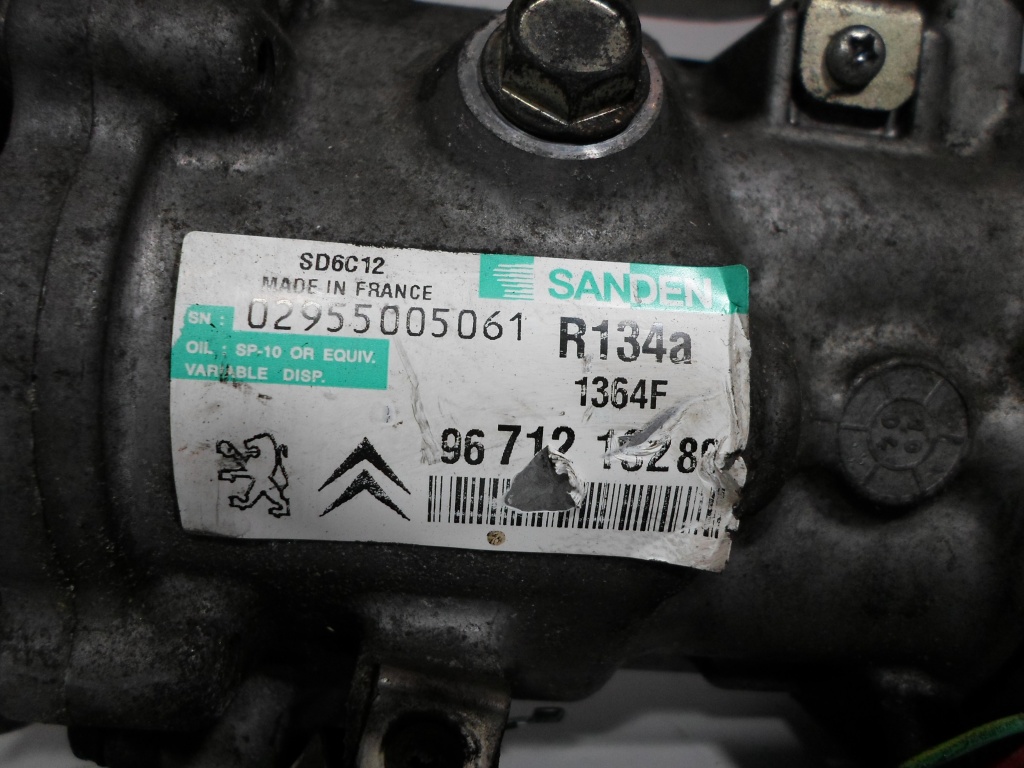 SD6C12
MADE IN FRANCE
SANDEN
SN : 02955005061
R134a
OIL : SP-10 OR EQUIV.
VARIABLE DISP.
1364F
96 712